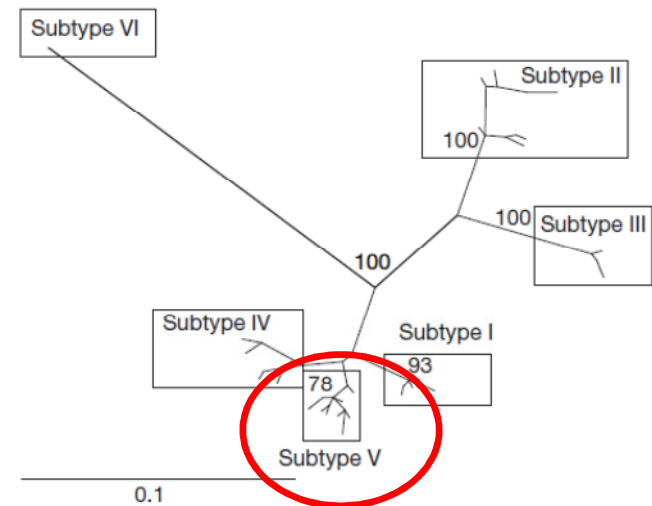 Subtype VI
Subtype II
100
100
Subtype III
100
Subtype IV
Subtype I
93
78
Subtype V
0.1